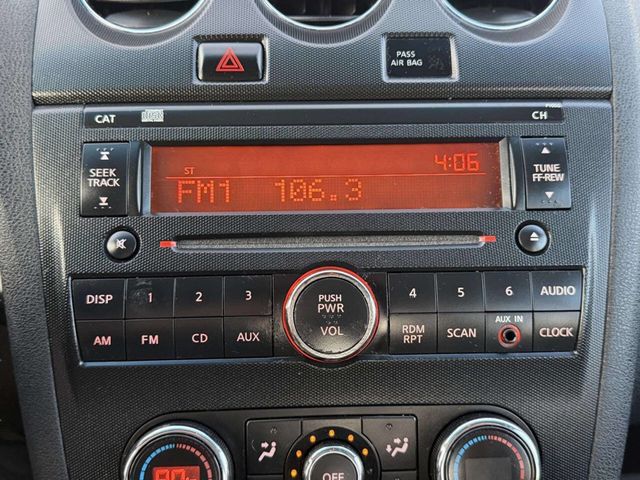 PASS
AIR BAG
CAT
CH
SEEK
TRACK
ST
4:06
FM1 106.3
TUNE
FF-REW
DISP 1 2 3
PUSH
PWR
VOL
4 5 6 AUDIO
AM FM CD AUX
RDM
RPT
SCAN
AUX IN
CLOCK
OFF